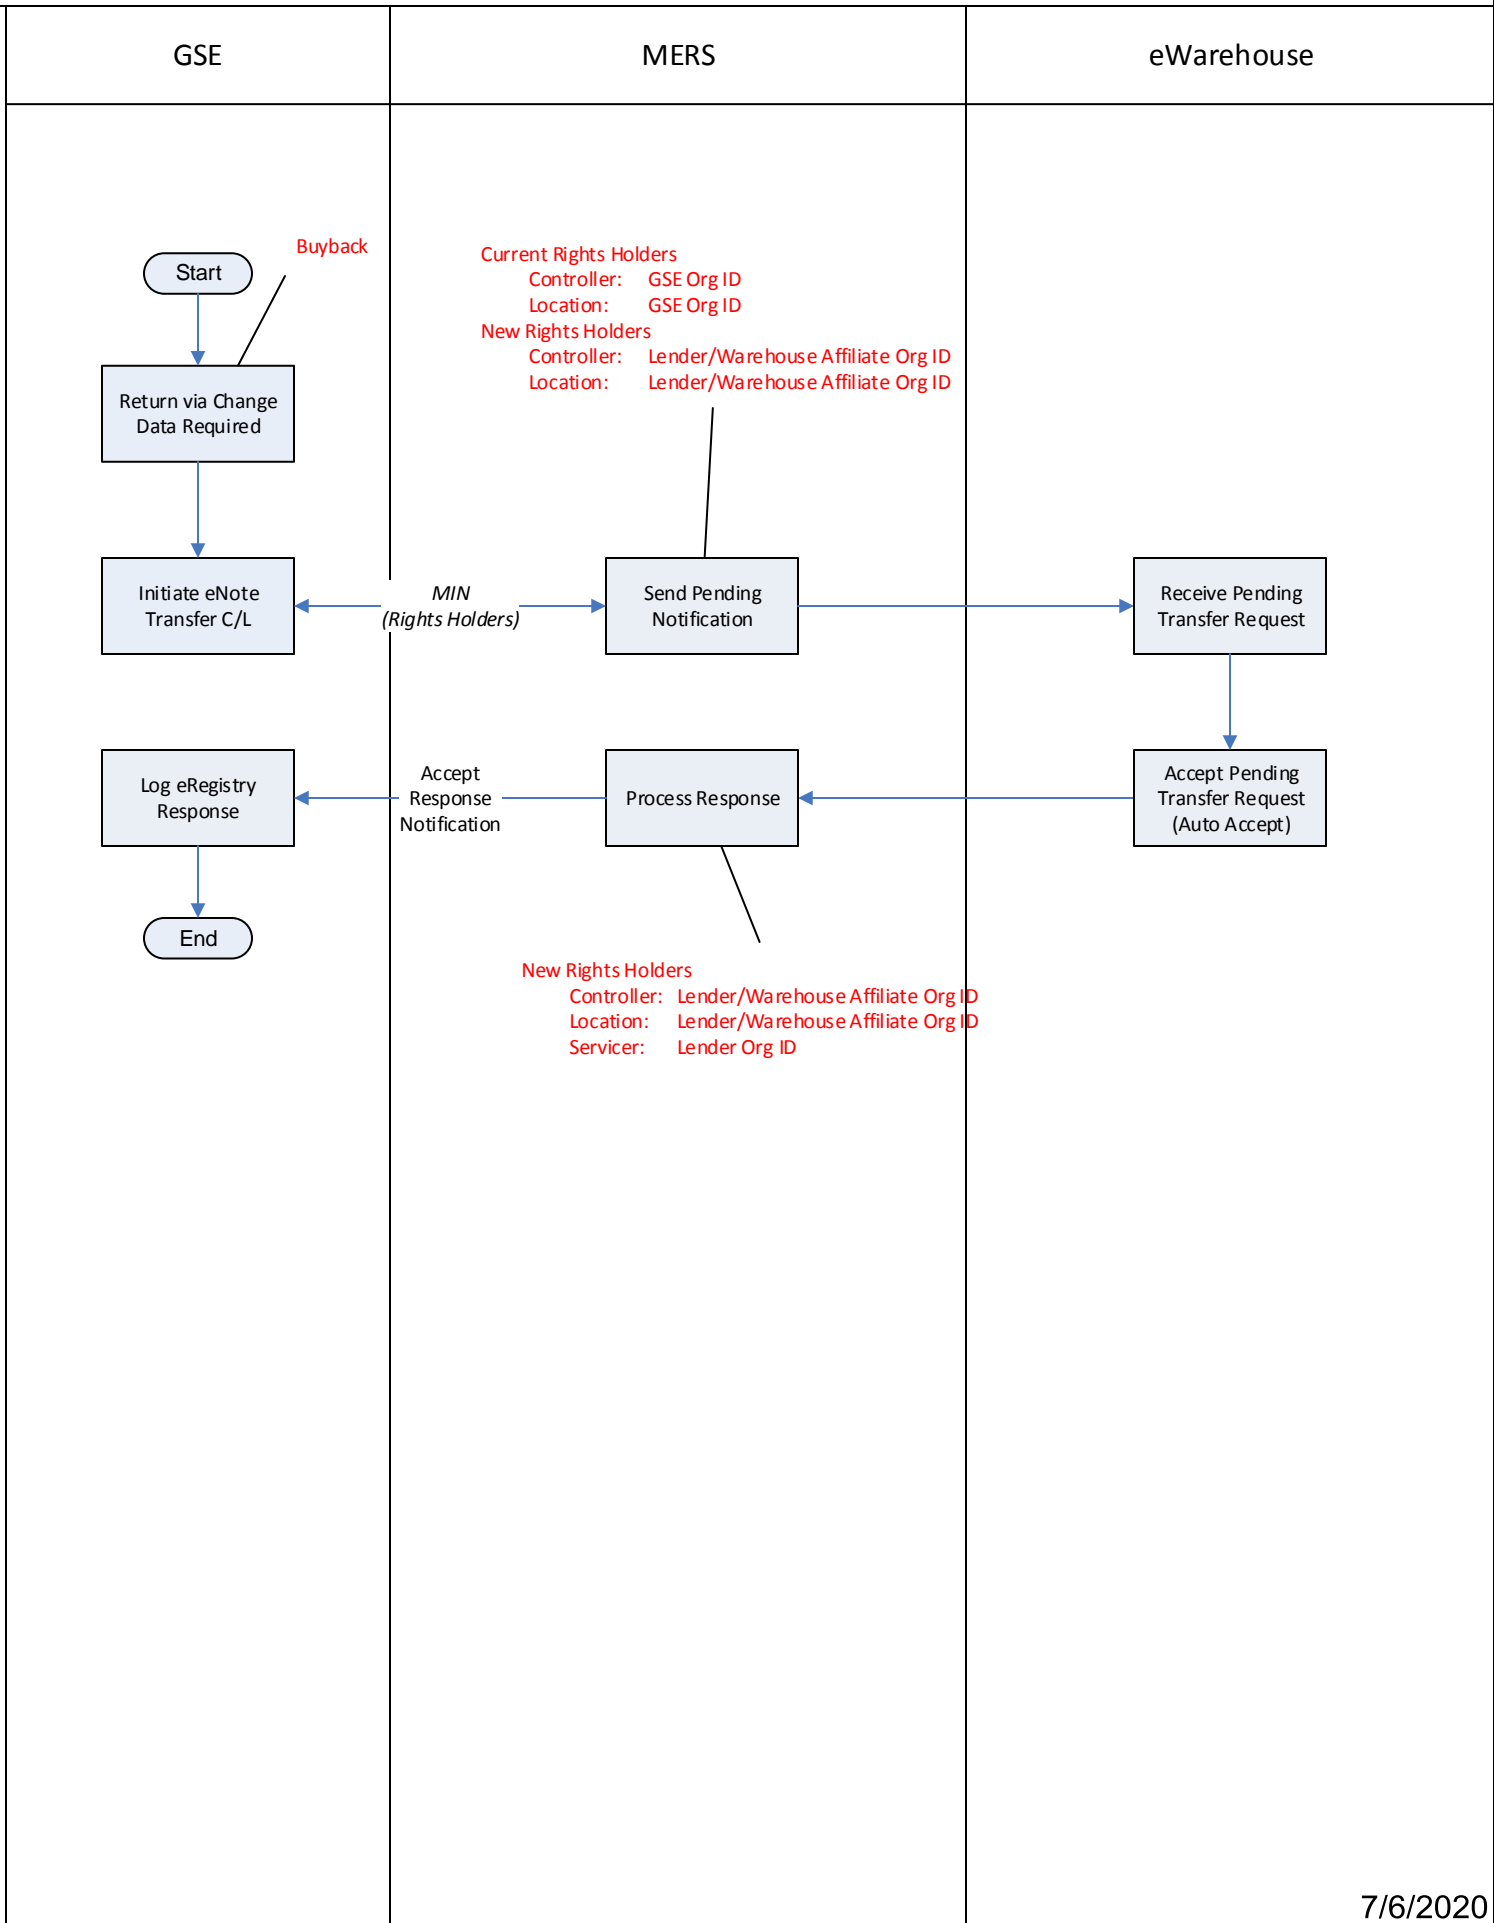 GSE
MERS
eWarehouse
Buyback
Start
Current Rights Holders
Controller: GSE Org ID
Location: GSE Org ID
New Rights Holders
Controller: Lender/Warehouse Affiliate Org ID
Location: Lender/Warehouse Affiliate Org ID
Return via Change
Data Required
Initiate eNote
Transfer C/L
MIN
(Rights Holders)
Send Pending
Notification
Receive Pending
Transfer Request
Log eRegistry
Response
Accept
Response
Notification
Process Response
Accept Pending
Transfer Request
(Auto Accept)
End
New Rights Holders
Controller: Lender/Warehouse Affiliate Org ID
Location: Lender/Warehouse Affiliate Org ID
Servicer: Lender Org ID
7/6/2020